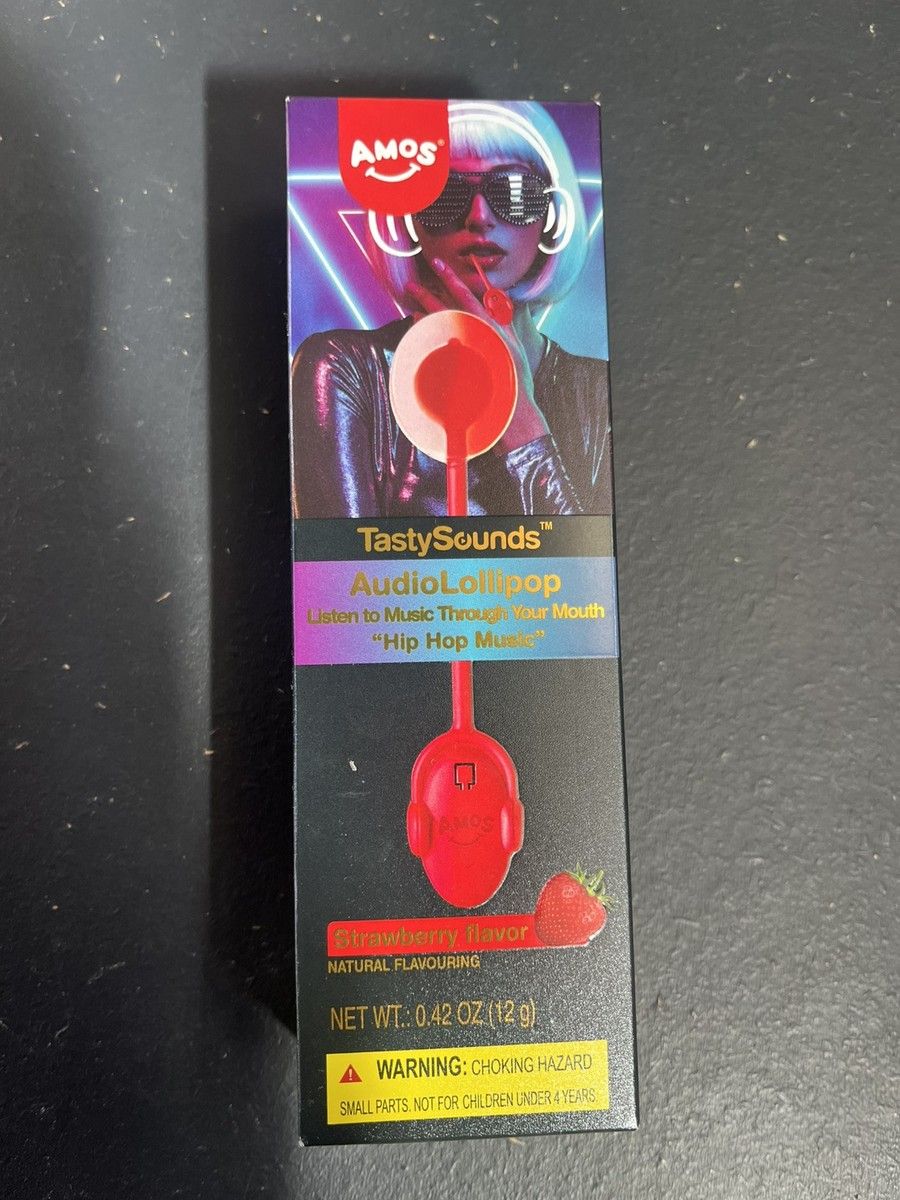 AMOS®
TastySounds™
AudioLollipop
Listen to Music Through Your Mouth
“Hip Hop Music”
AMOS
Strawberry flavor
NATURAL FLAVOURING
NET WT.: 0.42 OZ (12 g)
WARNING: CHOKING HAZARD
SMALL PARTS. NOT FOR CHILDREN UNDER 4 YEARS.